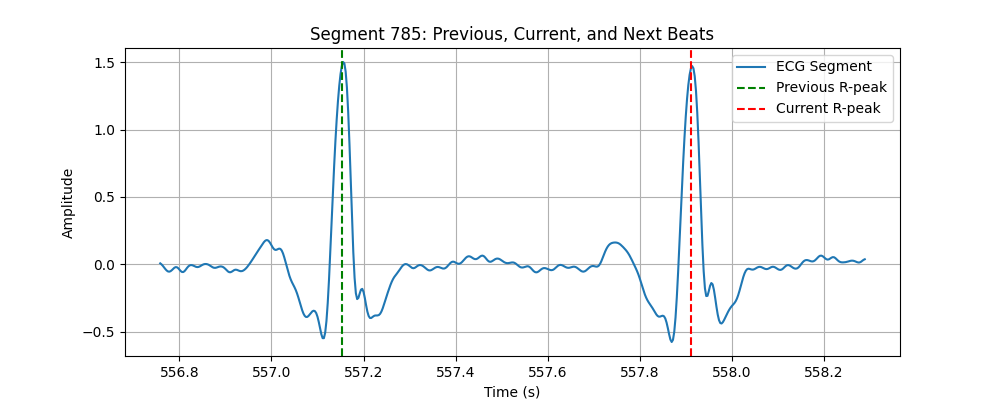 Segment 785: Previous, Current, and Next Beats
ECG Segment
Previous R-peak
Current R-peak
1.5
1.0
0.5
0.0
−0.5
Amplitude
556.8 557.0 557.2 557.4 557.6 557.8 558.0 558.2
Time (s)